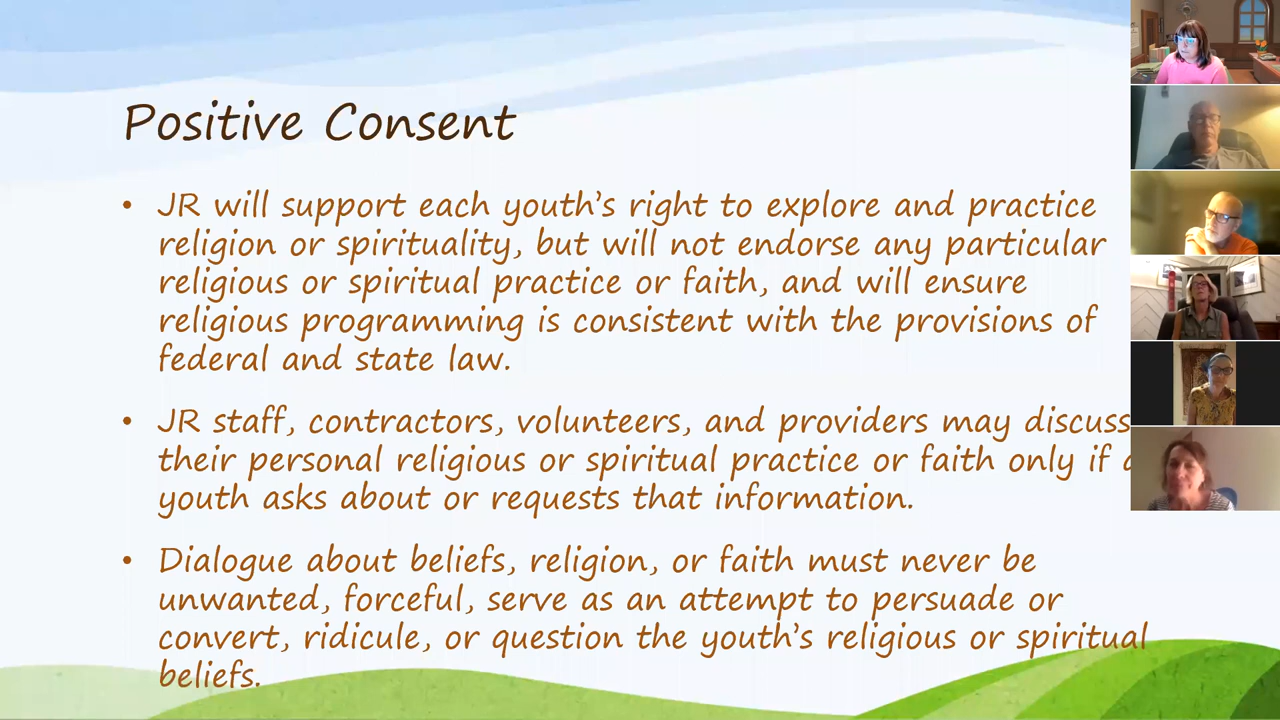 Positive Consent
• JR will support each youth's right to explore and practice
religion or spirituality, but will not endorse any particular
religious or spiritual practice or faith, and will ensure
religious programming is consistent with the provisions of
federal and state law.
• JR staff, contractors, volunteers, and providers may discuss
their personal religious or spiritual practice or faith only if
youth asks about or requests that information.
• Dialogue about beliefs, religion, or faith must never be
unwanted, forceful, serve as an attempt to persuade or
convert, ridicule, or question the youth's religious or spiritual
beliefs.